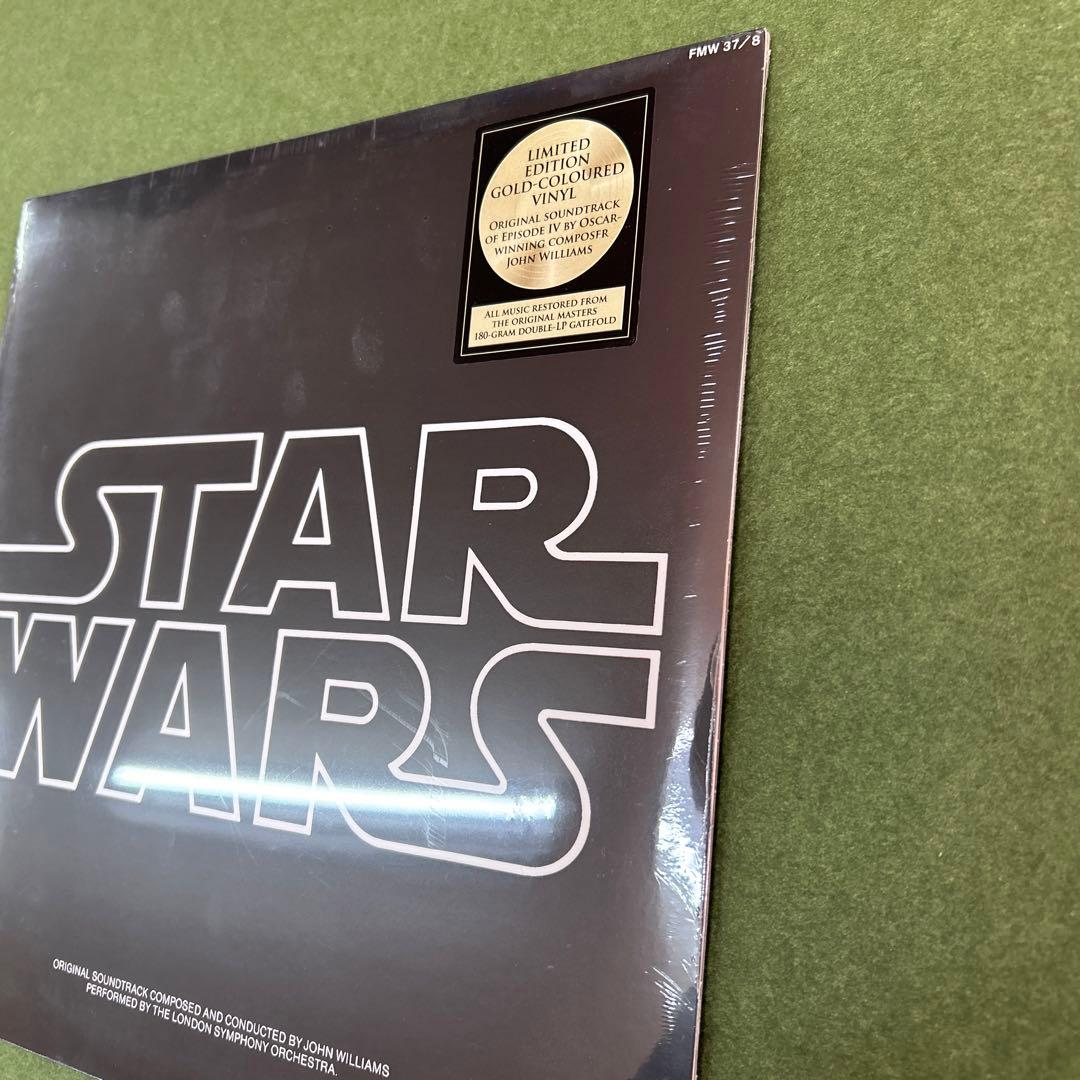 FMW 37/8
LIMITED
EDITION
GOLD-COLOURED
VINYL
ORIGINAL SOUNDTRACK
OF EPISODE IV BY OSCAR-
WINNING COMPOSER
JOHN WILLIAMS
ALL MUSIC RESTORED FROM
THE ORIGINAL MASTERS
180-GRAM DOUBLE-LP GATEFOLD
STAR
WARS
ORIGINAL SOUNDTRACK COMPOSED AND CONDUCTED BY JOHN WILLIAMS
PERFORMED BY THE LONDON SYMPHONY ORCHESTRA.